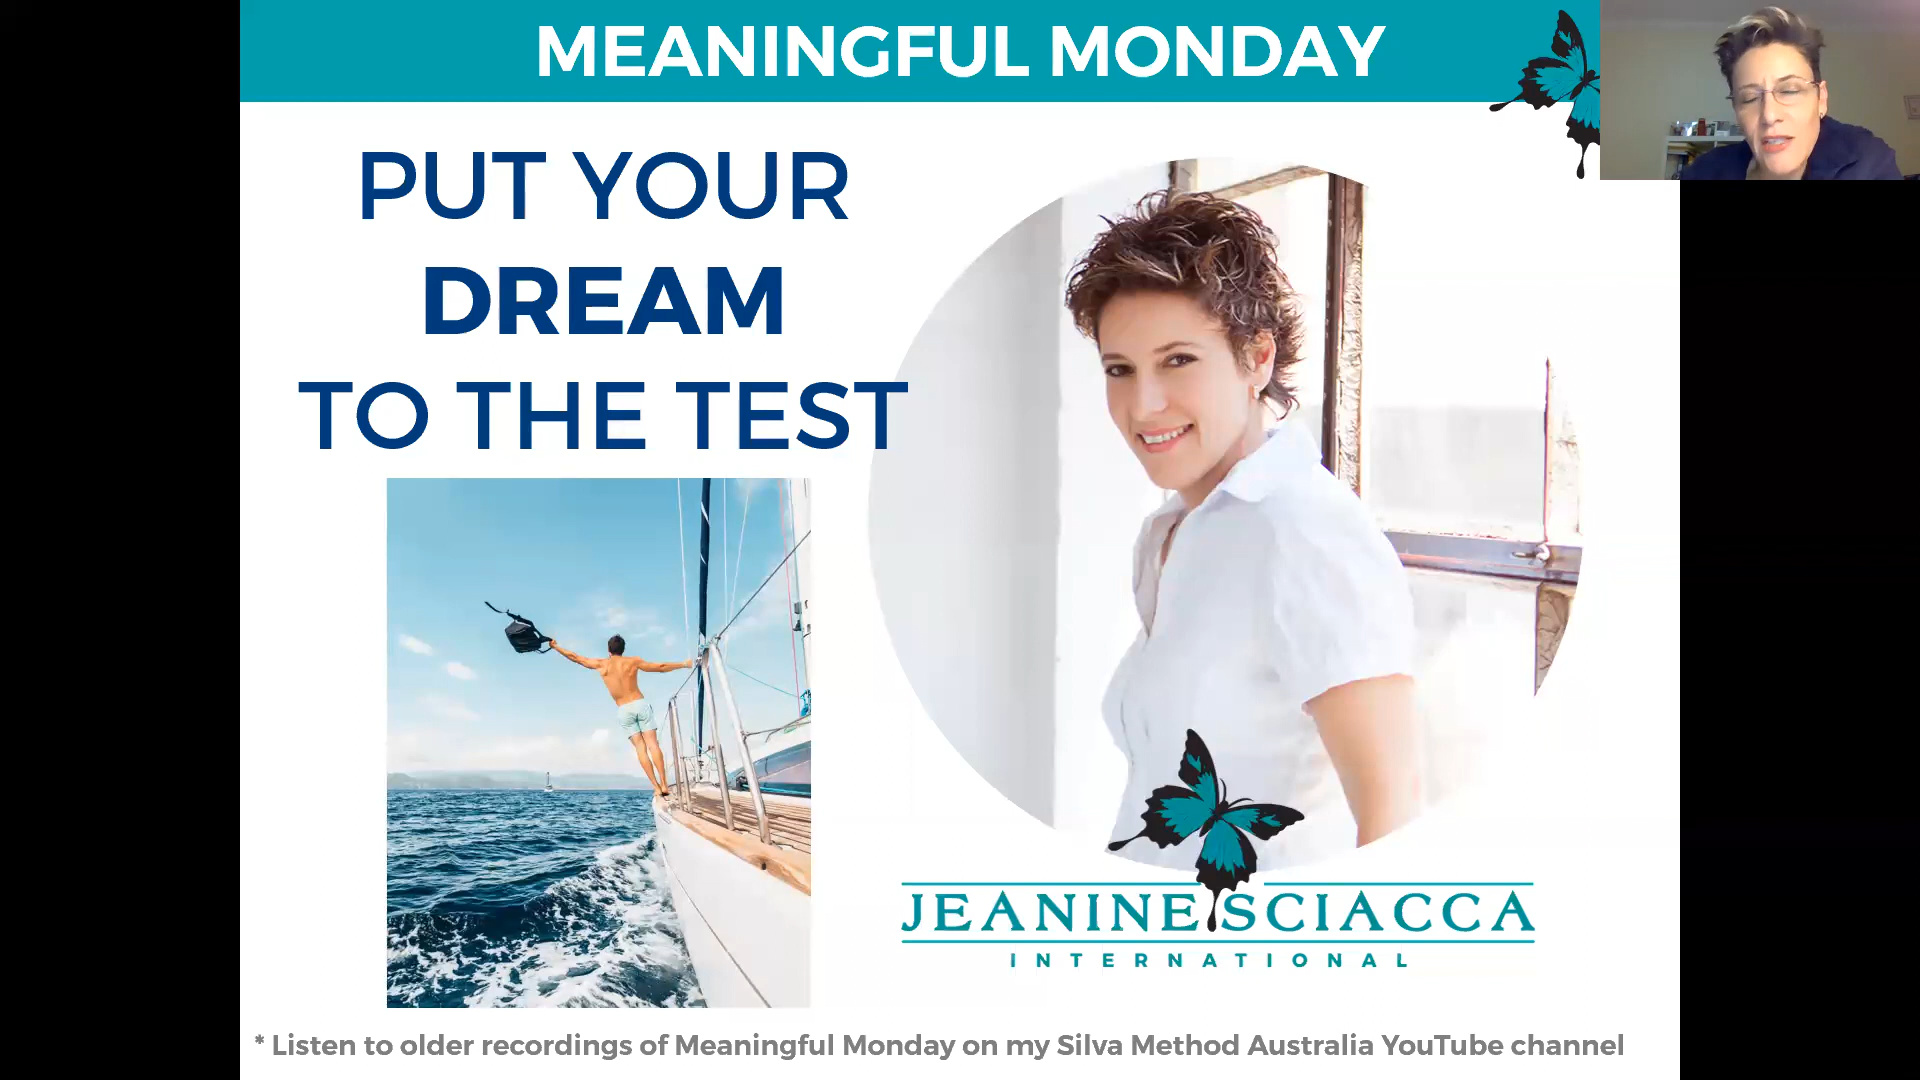 MEANINGFUL MONDAY
PUT YOUR
DREAM
TO THE TEST
JEANINE SCIACCA
INTERNATIONAL
* Listen to older recordings of Meaningful Monday on my Silva Method Australia YouTube channel